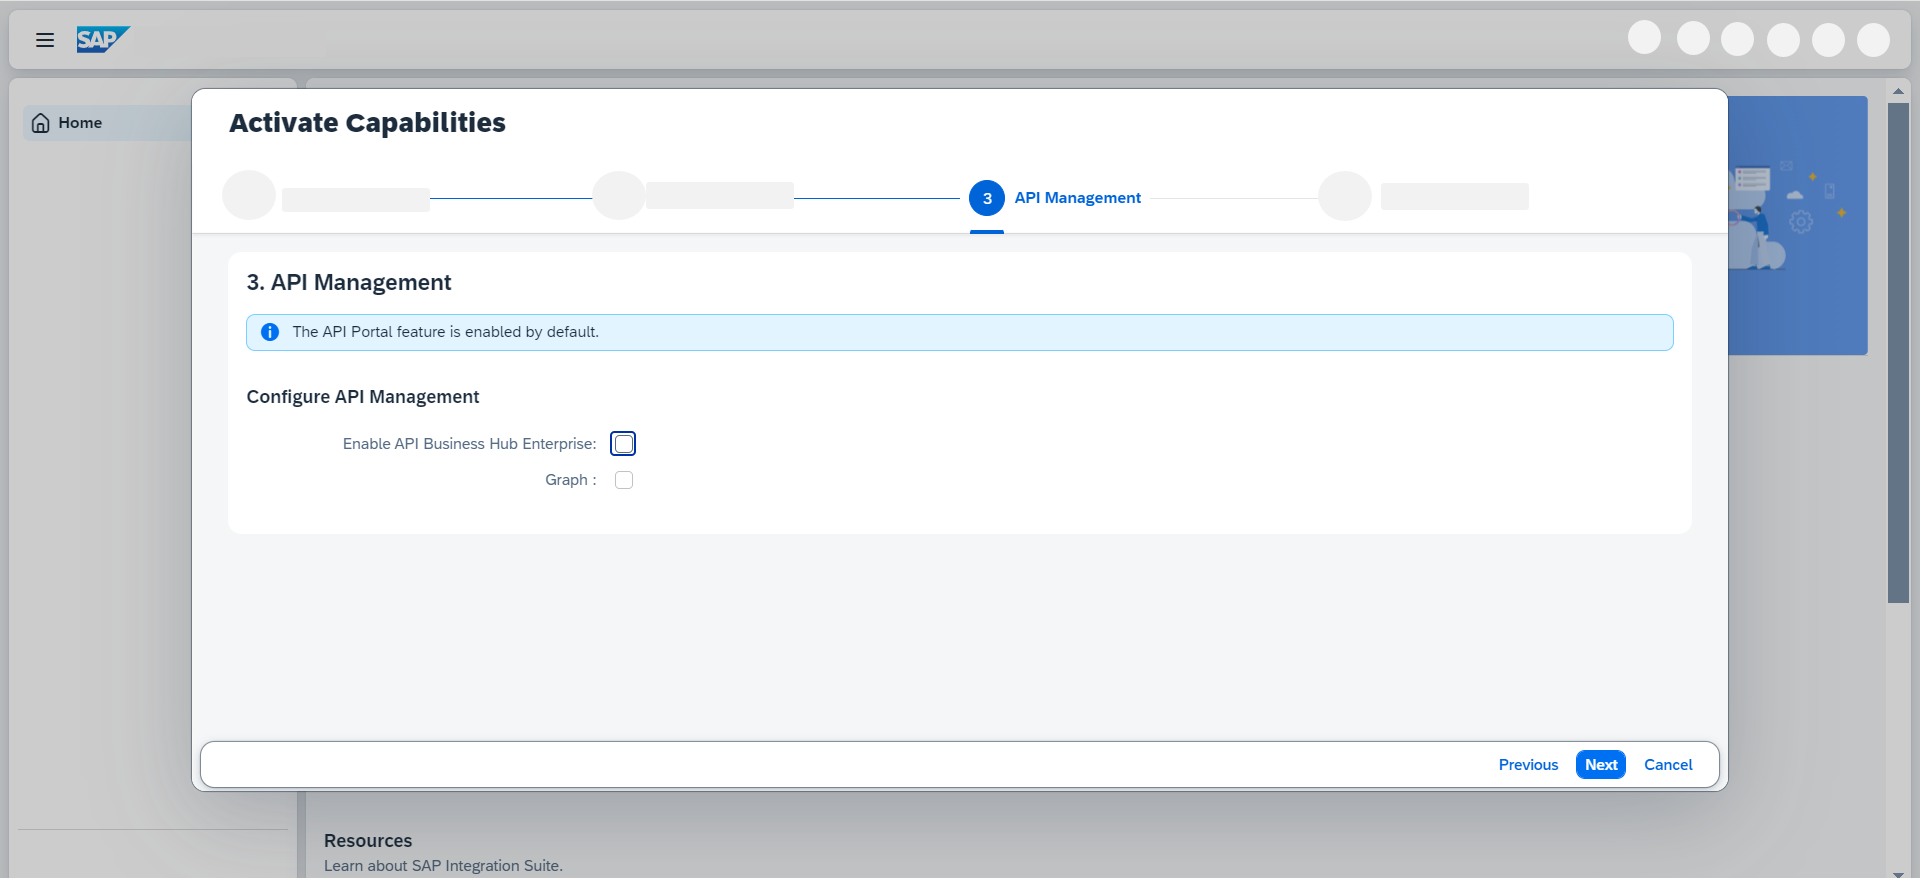 SAP
Home
Activate Capabilities
3 API Management
3. API Management
The API Portal feature is enabled by default.
Configure API Management
Enable API Business Hub Enterprise:
Graph :
Previous Next Cancel
Resources
Learn about SAP Integration Suite.